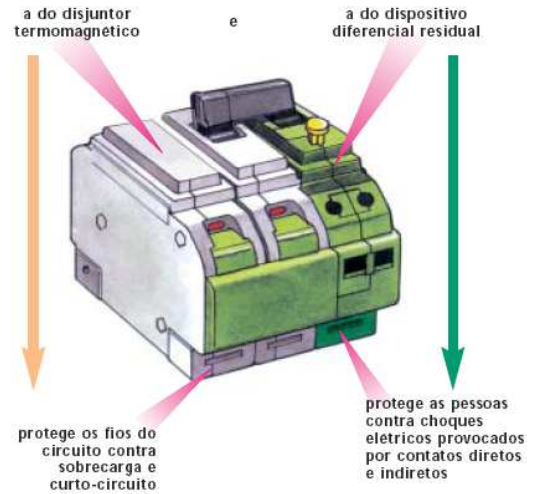 a do disjuntor
termomagnético
e
a do dispositivo
diferencial residual
protege os fios do
circuito contra
sobrecarga e
curto-circuito
protege as pessoas
contra choques
elétricos provocados
por contatos diretos
e indiretos